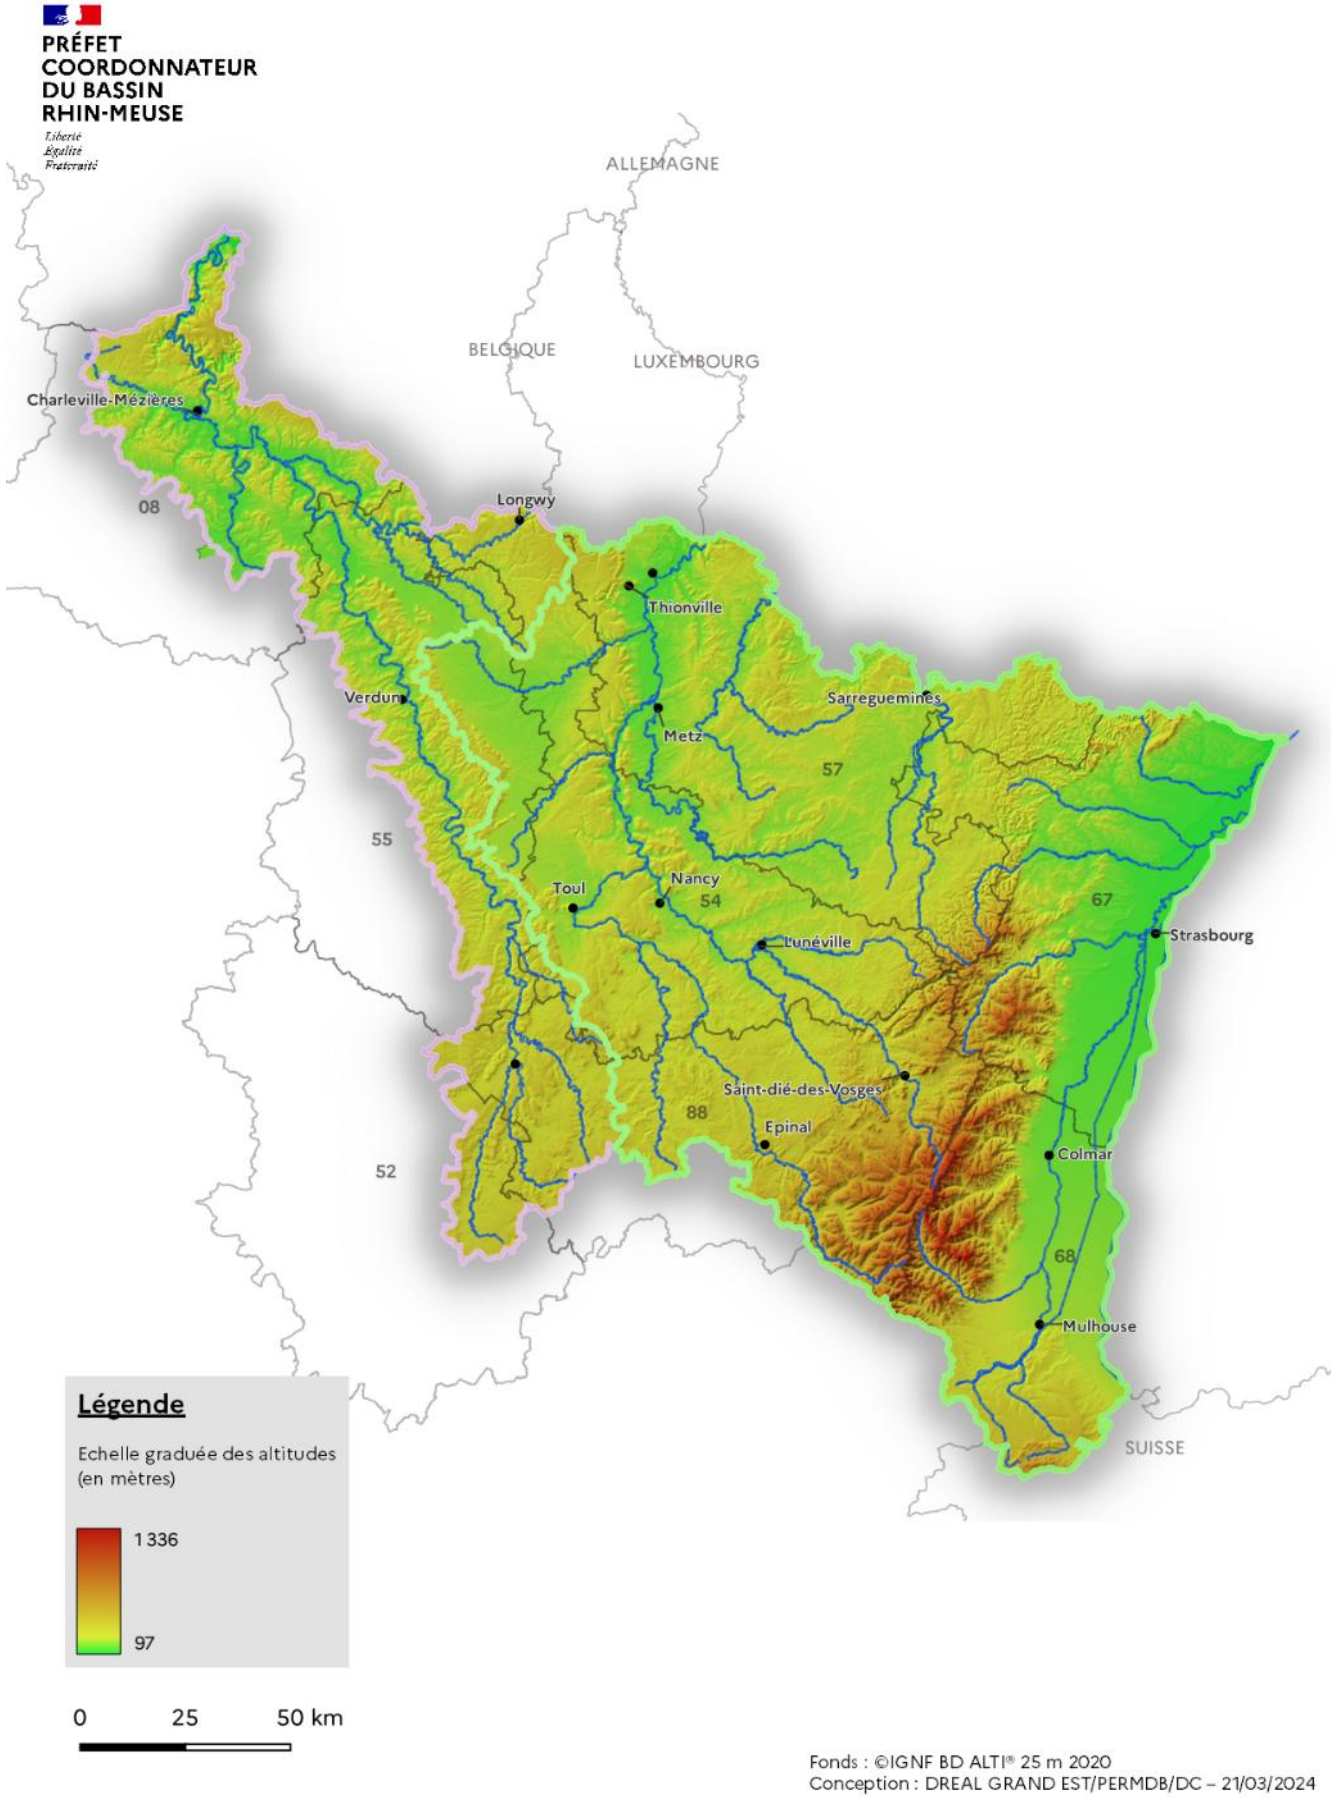 PRÉFET
COORDONNATEUR
DU BASSIN
RHIN-MEUSE
Liberté
Égalité
Fraternité
ALLEMAGNE
BELGIQUE
LUXEMBOURG
Charleville-Mézières
Longwy
08
Thionville
Verdun
Sarreguemines
Metz
57
55
Toul
Nancy
54
67
Lunéville
Strasbourg
Saint-dié-des-Vosges
88
Epinal
52
Colmar
68
Mulhouse
SUISSE
Légende
Echelle graduée des altitudes
(en mètres)
1 336
97
0 25 50 km
Fonds : ©IGNF BD ALTI® 25 m 2020
Conception : DREAL GRAND EST/PERMDB/DC – 21/03/2024